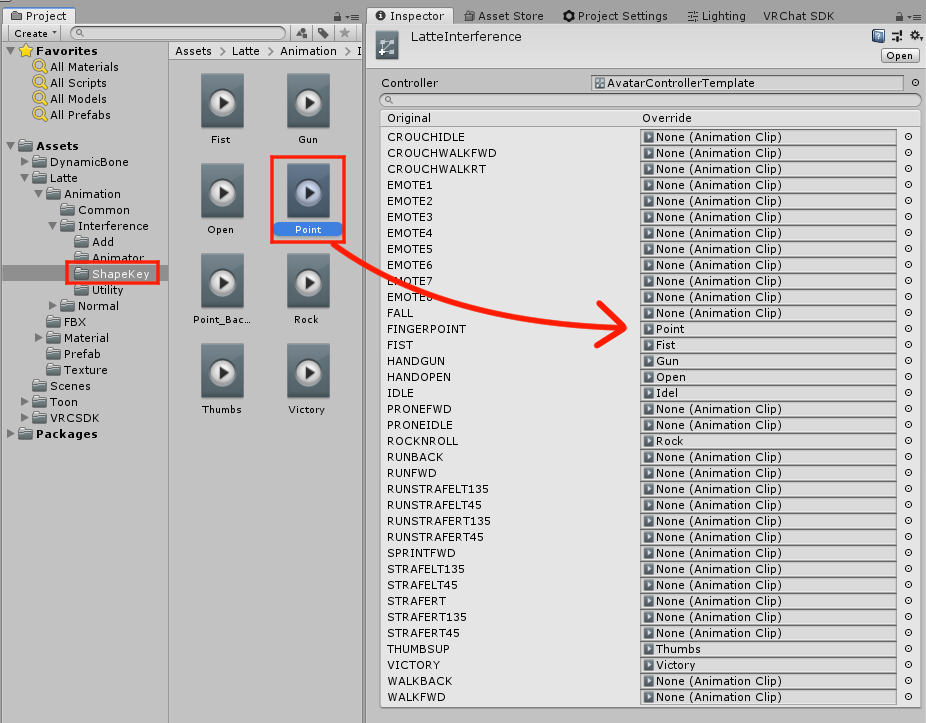 Project
Create
Favorites
All Materials
All Scripts
All Models
All Prefabs
Assets
DynamicBone
Latte
Animation
Common
Interference
Add
Animator
ShapeKey
Utility
Normal
FBX
Material
Prefab
Texture
Scenes
Toon
VRCSDK
Packages
Assets Latte Animation
Fist Gun
Open Point
Point_Bac... Rock
Thumbs Victory
Inspector Asset Store Project Settings Lighting VRChat SDK
LatteInterference
Open
Controller AvatarControllerTemplate
Original Override
CROUCHIDLE None (Animation Clip)
CROUCHWALKFWD None (Animation Clip)
CROUCHWALKRT None (Animation Clip)
EMOTE1 None (Animation Clip)
EMOTE2 None (Animation Clip)
EMOTE3 None (Animation Clip)
EMOTE4 None (Animation Clip)
EMOTE5 None (Animation Clip)
EMOTE6 None (Animation Clip)
EMOTE7 None (Animation Clip)
EMOTE8 None (Animation Clip)
FALL None (Animation Clip)
FINGERPOINT Point
FIST Fist
HANDGUN Gun
HANDOPEN Open
IDLE Idel
PRONEFWD None (Animation Clip)
PRONEIDLE None (Animation Clip)
ROCKNROLL Rock
RUNBACK None (Animation Clip)
RUNFWD None (Animation Clip)
RUNSTRAFELT135 None (Animation Clip)
RUNSTRAFELT45 None (Animation Clip)
RUNSTRAFERT135 None (Animation Clip)
RUNSTRAFERT45 None (Animation Clip)
SPRINTFWD None (Animation Clip)
STRAFELT135 None (Animation Clip)
STRAFELT45 None (Animation Clip)
STRAFERT None (Animation Clip)
STRAFERT135 None (Animation Clip)
STRAFERT45 None (Animation Clip)
THUMBSUP Thumbs
VICTORY Victory
WALKBACK None (Animation Clip)
WALKFWD None (Animation Clip)